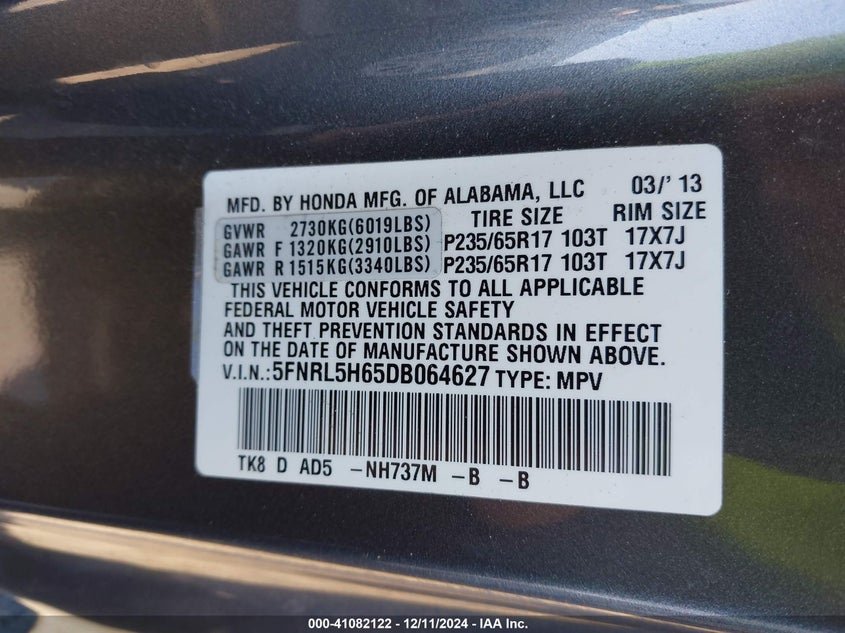 MFD. BY HONDA MFG. OF ALABAMA, LLC 03/' 13
GVWR 2730KG(6019LBS) TIRE SIZE RIM SIZE
GAWR F 1320KG(2910LBS) P235/65R17 103T 17X7J
GAWR R 1515KG(3340LBS) P235/65R17 103T 17X7J
THIS VEHICLE CONFORMS TO ALL APPLICABLE
FEDERAL MOTOR VEHICLE SAFETY
AND THEFT PREVENTION STANDARDS IN EFFECT
ON THE DATE OF MANUFACTURE SHOWN ABOVE.
V.I.N.:5FNRL5H65DB064627 TYPE: MPV
TK8 D AD5 -NH737M -B -B
000-41082122 - 12/11/2024 - IAA Inc.